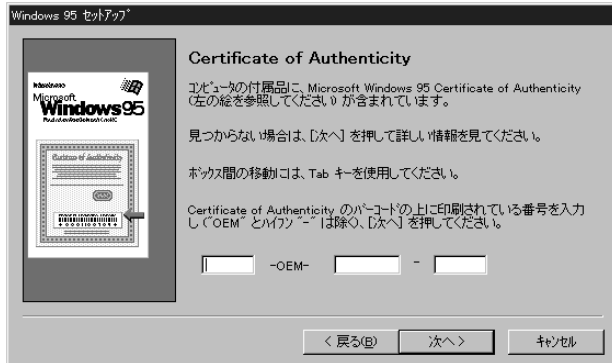 Windows 95 ｾｯﾄｱｯﾌﾟ
Microsoft
Windows95
Certificate of Authenticity
ｺﾝﾋﾟｭｰﾀの付属品に、Microsoft Windows 95 Certificate of Authenticity
(左の絵を参照してください) が含まれています。
見つからない場合は、[次へ] を押して詳しい情報を見てください。
ﾎﾞｯｸｽ間の移動には、Tab キーを使用してください。
Certificate of Authenticity のﾊﾞｰｺｰﾄﾞの上に印刷されている番号を入力
し ("OEM" とﾊｲﾌﾝ "-" は除く)、[次へ] を押してください。
-OEM- -
< 戻る(B) 次へ > ｷｬﾝｾﾙ